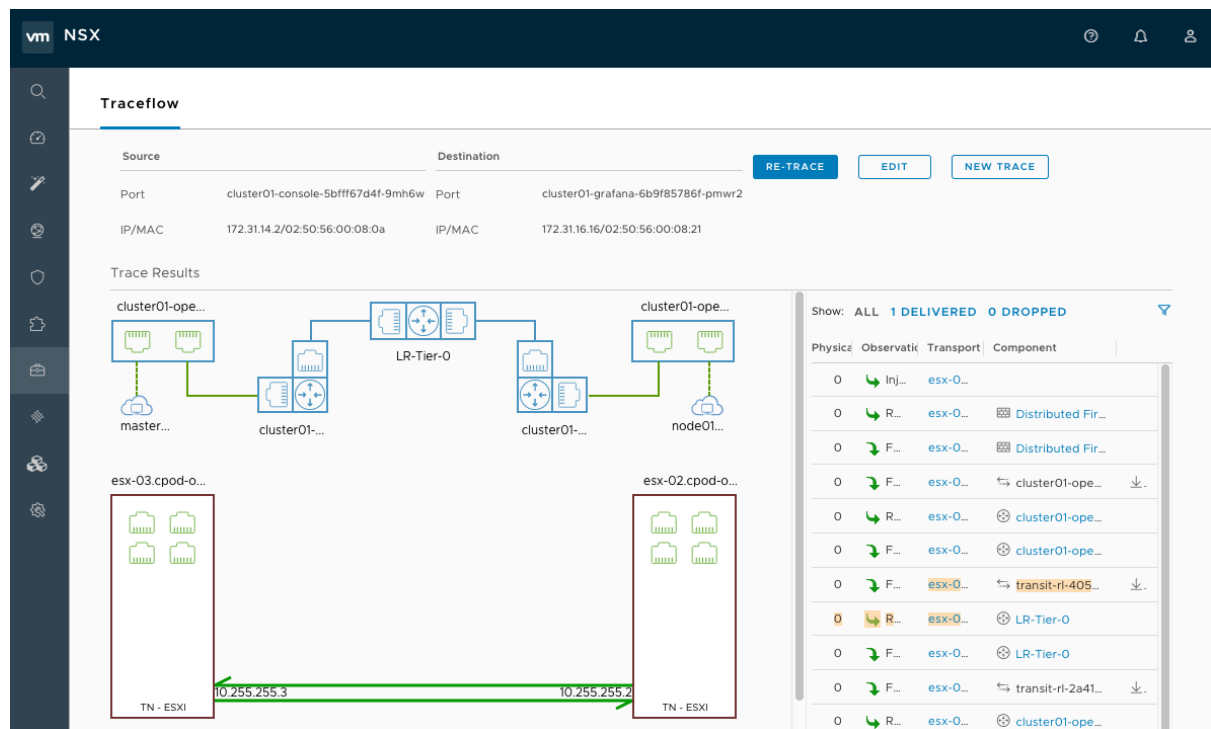 vm NSX
Traceflow
Source Destination
RE-TRACE EDIT NEW TRACE
Port cluster01-console-5bfff67d4f-9mh6w Port cluster01-grafana-6b9f85786f-pmwr2
IP/MAC 172.31.14.2/02:50:56:00:08:0a IP/MAC 172.31.16.16/02:50:56:00:08:21
Trace Results
cluster01-ope... cluster01-ope...
LR-Tier-0
master... cluster01-... cluster01-... node01...
esx-03.cpod-o... esx-02.cpod-o...
10.255.255.3 10.255.255.2
TN - ESXI TN - ESXI
Show: ALL 1 DELIVERED 0 DROPPED
Physica Observatic Transport Component
0 Inj... esx-0...
0 R... esx-0... Distributed Fir...
0 F... esx-0... Distributed Fir...
0 F... esx-0... cluster01-ope...
0 R... esx-0... cluster01-ope...
0 F... esx-0... cluster01-ope...
0 F... esx-0... transit-rl-405...
0 R... esx-0... LR-Tier-0
0 F... esx-0... LR-Tier-0
0 F... esx-0... transit-rl-2a41...
0 R... esx-0... cluster01-ope...